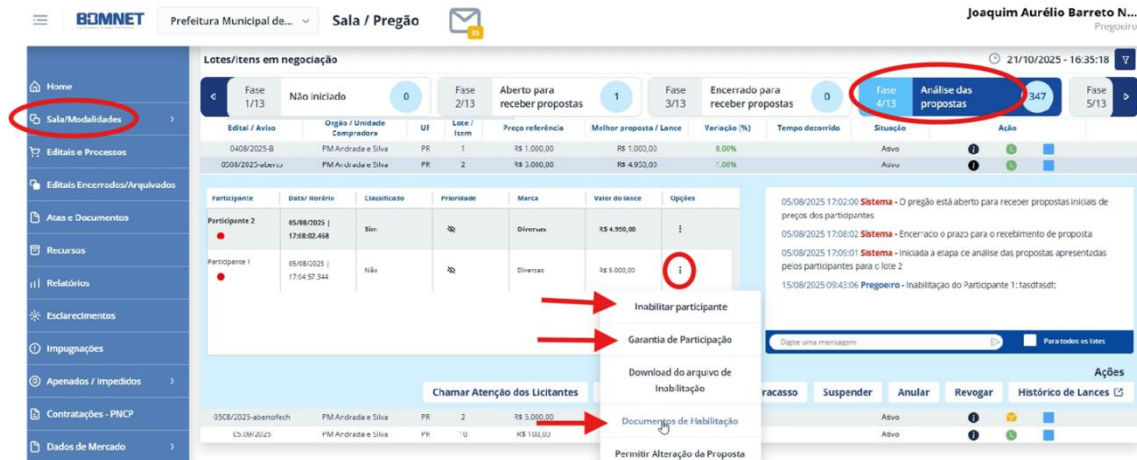 BOMNET
Prefeitura Municipal de...
Sala / Pregão
Joaquim Aurélio Barreto N...
Pregoeiro
Home
Sala/Modalidades
Editais e Processos
Editais Encerrados/Arquivados
Atas e Documentos
Recursos
Relatórios
Esclarecimentos
Impugnações
Apenados / Impedidos
Contratações - PNCP
Dados de Mercado
Lotes/itens em negociação
21/10/2025 - 16:35:18
Fase 1/13 Não iniciado 0
Fase 2/13 Aberto para receber propostas 1
Fase 3/13 Encerrado para receber propostas 0
Fase 4/13 Análise das propostas 347
Fase 5/13
Edital / Aviso Órgão / Unidade Compradora UF Lote / Item Preço referência Melhor proposta / Lance Variação (%) Tempo decorrido Situação Ação
0408/2025-B PM Andrada e Silva PR 1 R$ 1.000,00 R$ 1.000,00 0.00% Ativo
0508/2025-aberto PM Andrada e Silva PR 2 R$ 5.000,00 R$ 4.950,00 1.00% Ativo
Participante Data/ Horário Classificado Prioridade Marca Valor do lance Opções
Participante 2 05/08/2025 | 17:08:02.468 Sim Diversas R$ 4.950,00
Participante 1 05/08/2025 | 17:04:57.344 Não Diversas R$ 5.000,00
Inabilitar participante
Garantia de Participação
Download do arquivo de
Inabilitação
Documentos de Habilitação
Permitir Alteração da Proposta
05/08/2025 17:02:00 Sistema - O pregão está aberto para receber propostas iniciais de
preços dos participantes
05/08/2025 17:08:02 Sistema - Encerrado o prazo para o recebimento de proposta
05/08/2025 17:09:01 Sistema - Iniciada a etapa de análise das propostas apresentadas
pelos participantes para o lote 2
15/08/2025 09:43:06 Pregoeiro - Inabilitação do Participante 1: fasdfasdf;
Digite uma mensagem
Para todos os lotes
Ações
Chamar Atenção dos Licitantes racasso Suspender Anular Revogar Histórico de Lances
0508/2025-abertofech PM Andrada e Silva PR 2 R$ 5.000,00 Ativo
05.09/2025 PM Andrada e Silva PR 10 R$ 100,00 Ativo